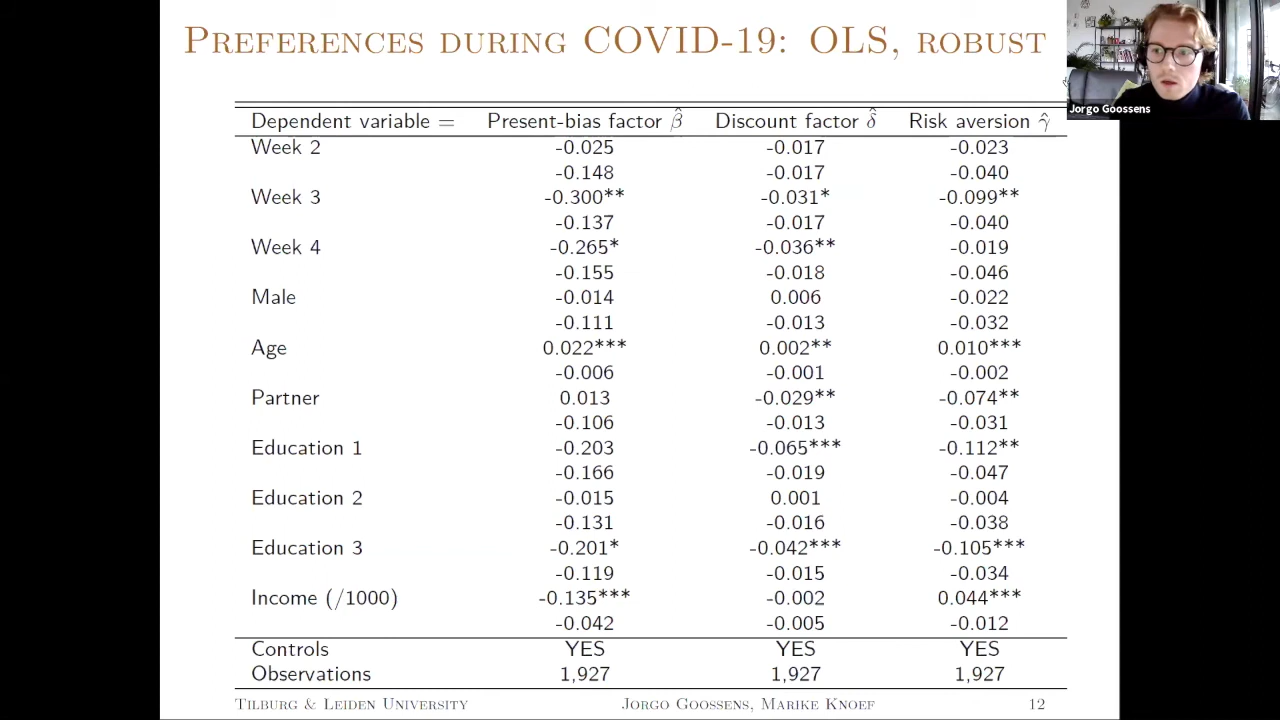 PREFERENCES DURING COVID-19: OLS, ROBUST
Jorgo Goossens
Dependent variable = Present-bias factor β̂ Discount factor δ̂ Risk aversion γ̂
Week 2 -0.025 -0.017 -0.023
-0.148 -0.017 -0.040
Week 3 -0.300** -0.031* -0.099**
-0.137 -0.017 -0.040
Week 4 -0.265* -0.036** -0.019
-0.155 -0.018 -0.046
Male -0.014 0.006 -0.022
-0.111 -0.013 -0.032
Age 0.022*** 0.002** 0.010***
-0.006 -0.001 -0.002
Partner 0.013 -0.029** -0.074**
-0.106 -0.013 -0.031
Education 1 -0.203 -0.065*** -0.112**
-0.166 -0.019 -0.047
Education 2 -0.015 0.001 -0.004
-0.131 -0.016 -0.038
Education 3 -0.201* -0.042*** -0.105***
-0.119 -0.015 -0.034
Income (/1000) -0.135*** -0.002 0.044***
-0.042 -0.005 -0.012
Controls YES YES YES
Observations 1,927 1,927 1,927
TILBURG & LEIDEN UNIVERSITY JORGO GOOSSENS, MARIKE KNOEF 12